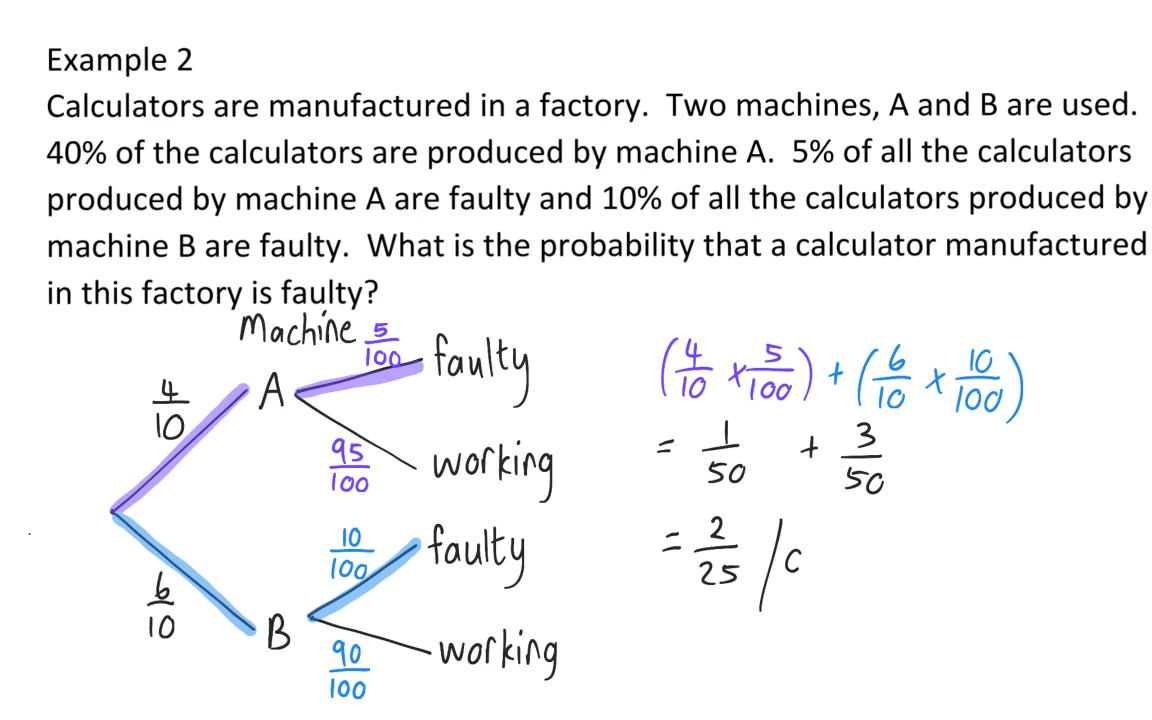 Example 2
Calculators are manufactured in a factory. Two machines, A and B are used.
40% of the calculators are produced by machine A. 5% of all the calculators
produced by machine A are faulty and 10% of all the calculators produced by
machine B are faulty. What is the probability that a calculator manufactured
in this factory is faulty?
Machine
4/10 A 5/100 faulty
95/100 working
6/10 B 10/100 faulty
90/100 working
(4/10 × 5/100) + (6/10 × 10/100)
= 1/50 + 3/50
= 2/25 / c